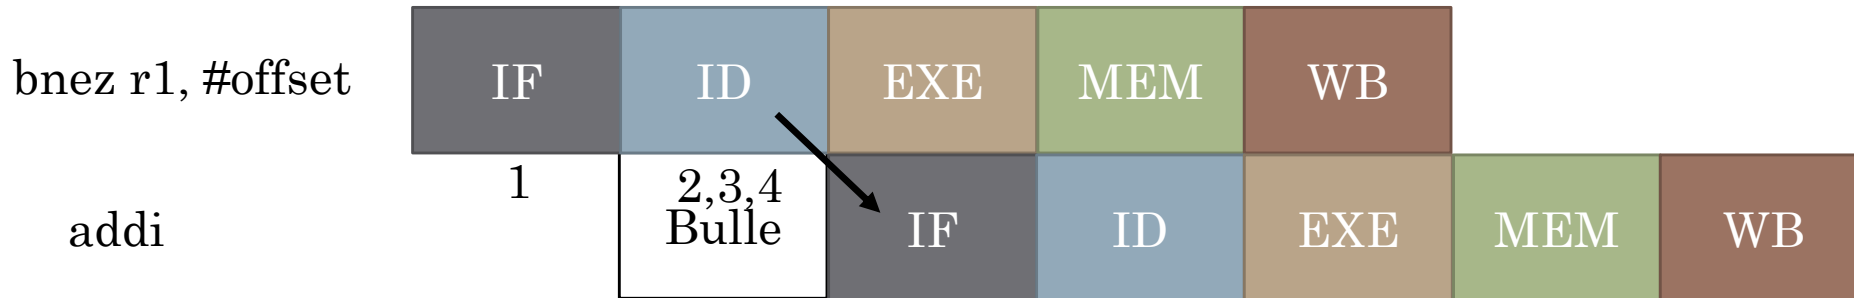 bnez r1, #offset IF ID EXE MEM WB
1 2,3,4
addi Bulle IF ID EXE MEM WB